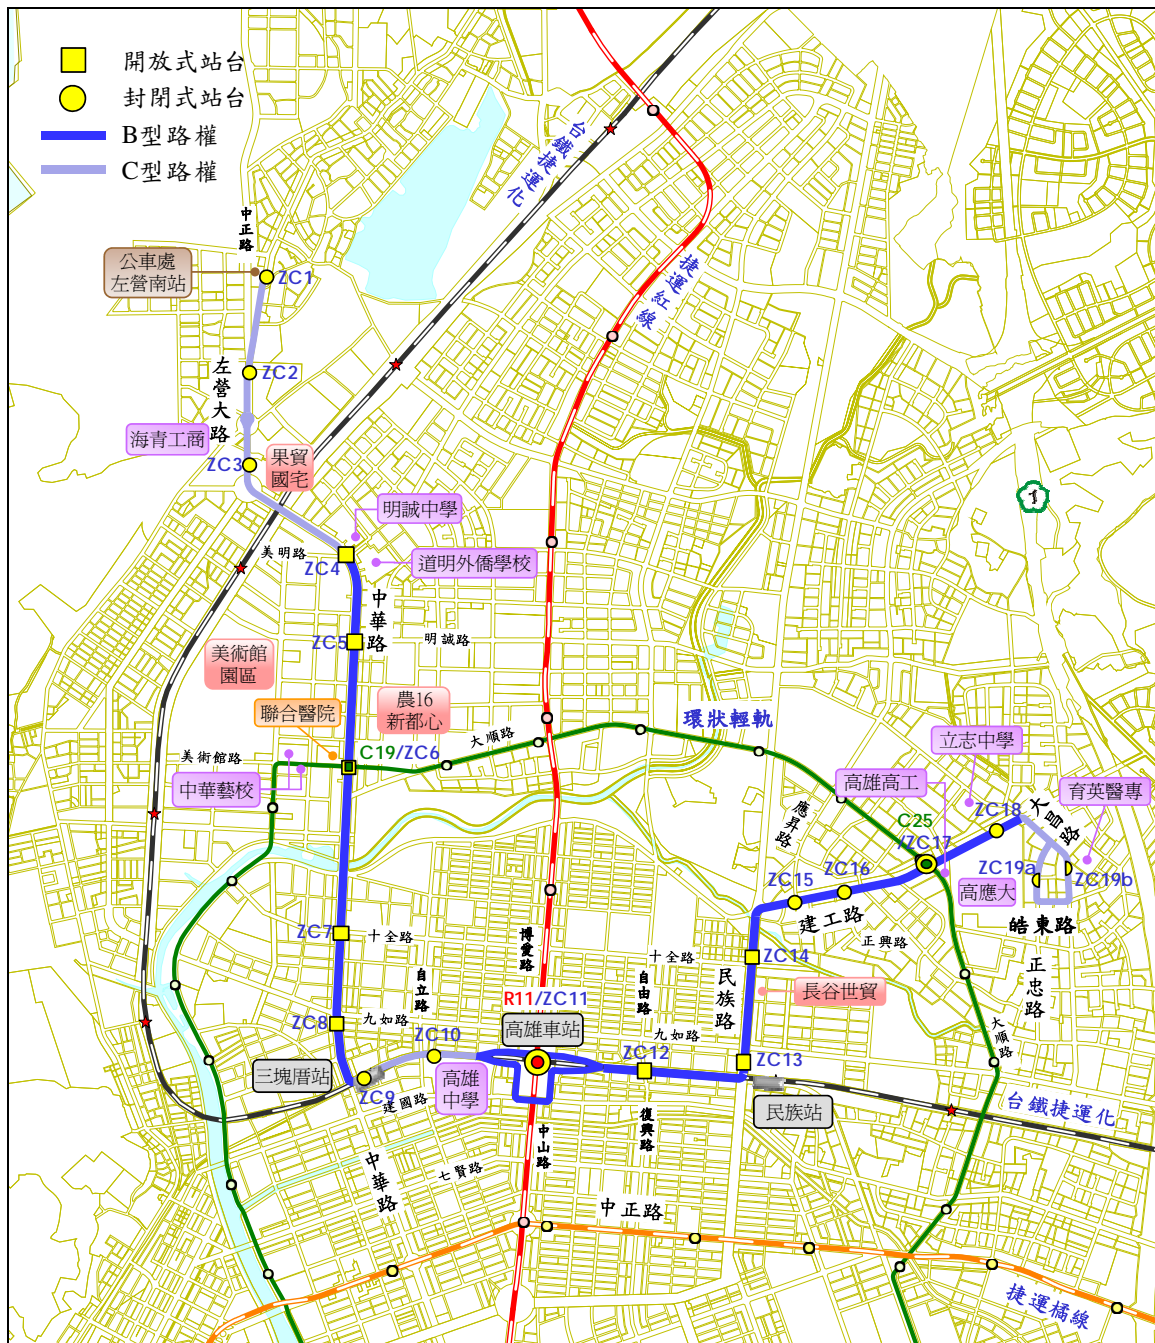 開放式站台
封閉式站台
B型路權
C型路權
台鐵捷運化
中正路
公車處
左營南站
ZC1
捷運紅線
ZC2
左營大路
海青工商
ZC3
果貿
國宅
1
明誠中學
美明路
ZC4
道明外僑學校
中華路
ZC5
明誠路
美術館
園區
聯合醫院
農16
新都心
環狀輕軌
大順路
立志中學
美術館路
C19/ZC6
中華藝校
高雄高工
育英醫專
應昇路
C25
/ZC17
ZC18
大昌路
ZC15
ZC16
ZC19a
ZC19b
高應大
建工路
皓東路
ZC7
十全路
博愛路
十全路
ZC14
正興路
自立路
自由路
民族路
長谷世貿
正忠路
R11/ZC11
高雄車站
ZC8
九如路
ZC10
九如路
ZC12
ZC13
大順路
三塊厝站
ZC9
建國路
高雄
中學
民族站
台鐵捷運化
中山路
復興路
中華路
七賢路
中正路
捷運橘線